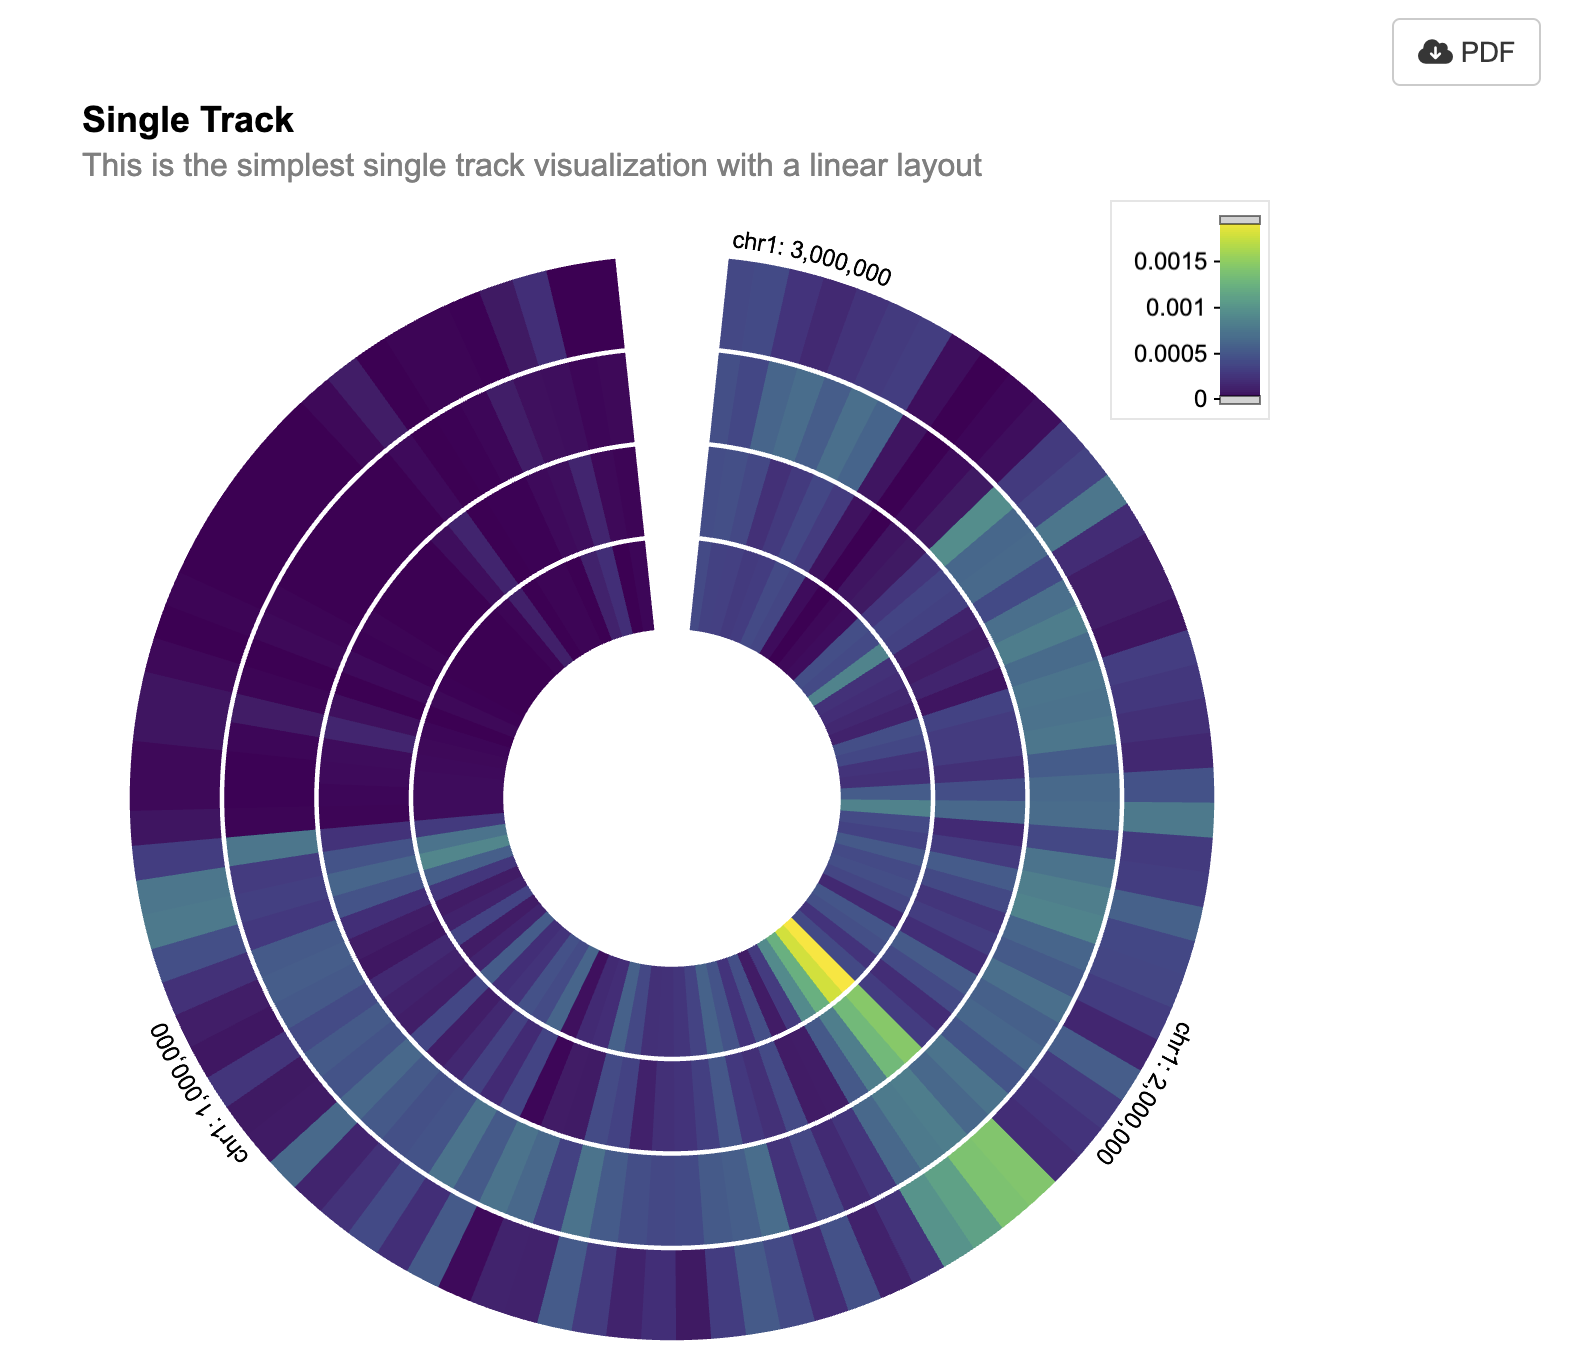 PDF
Single Track
This is the simplest single track visualization with a linear layout
chr1: 3,000,000
0.0015
0.001
0.0005
0
chr1: 2,000,000
chr1: 1,000,000